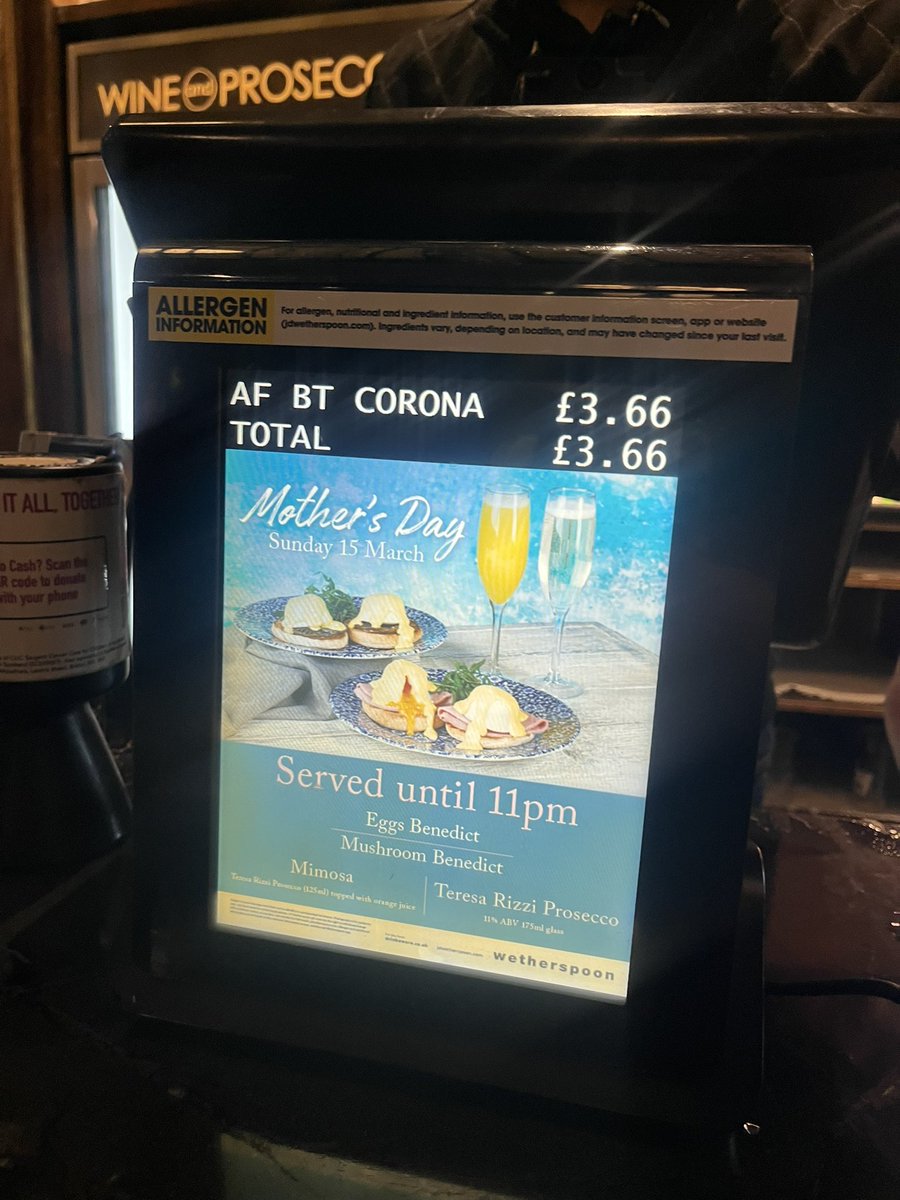 WINE and PROSECC
ALLERGEN INFORMATION
For allergen, nutritional and ingredient information, use the customer information screen, app or website
(jdwetherspoon.com). Ingredients vary, depending on location, and may have changed since your last visit.
AF BT CORONA £3.66
TOTAL £3.66
IT ALL, TOGETHER
o Cash? Scan the
R code to donate
with your phone
Mother's Day
Sunday 15 March
Served until 11pm
Eggs Benedict
Mushroom Benedict
Mimosa
Teresa Rizzi Prosecco (125ml) topped with orange juice
Teresa Rizzi Prosecco
11% ABV 175ml glass
jdwetherspoon.com
wetherspoon